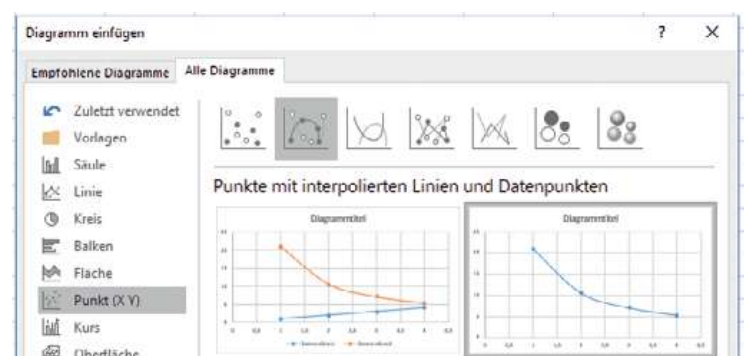 Diagramm einfügen
? ×
Empfohlene Diagramme Alle Diagramme
Zuletzt verwendet
Vorlagen
Säule
Linie
Kreis
Balken
Fläche
Punkt (X Y)
Kurs
Oberfläche
Punkte mit interpolierten Linien und Datenpunkten
Diagrammtitel
Diagrammtitel